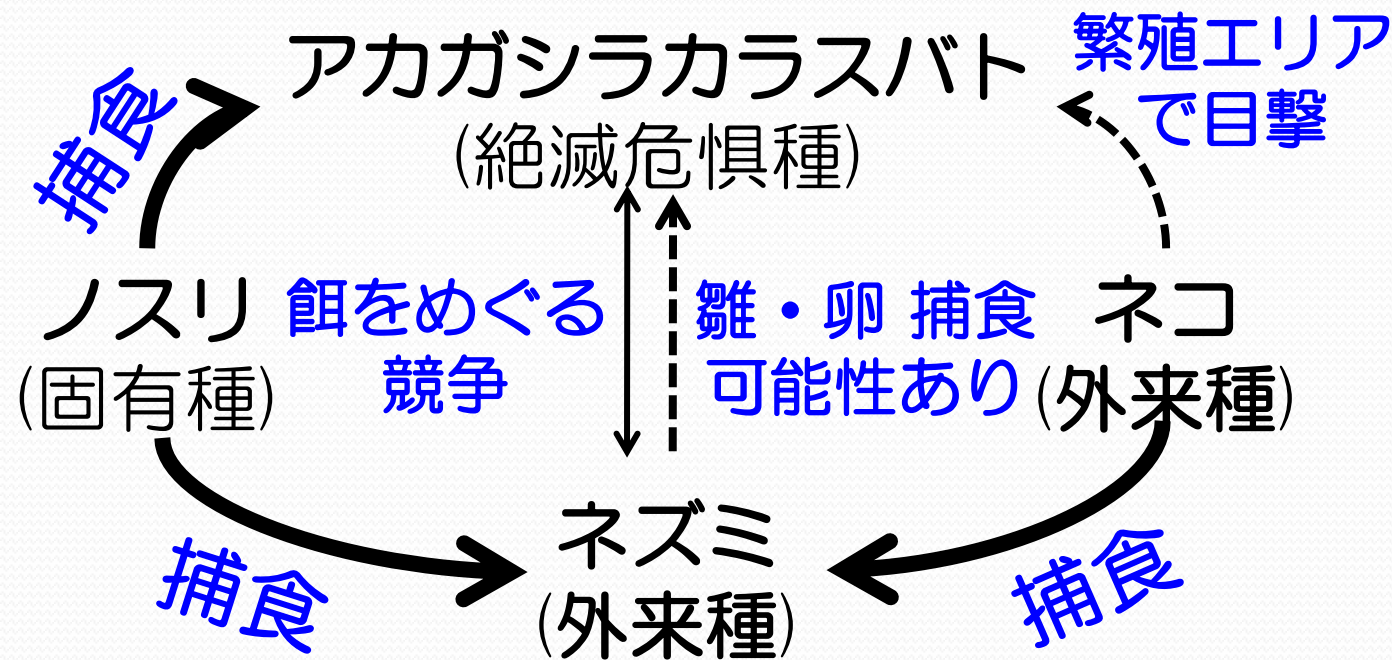 アカガシラカラスバト
(絶滅危惧種)
繁殖エリア
で目撃
捕食
ノスリ
(固有種)
餌をめぐる
競争
雛・卵 捕食
可能性あり
ネコ
(外来種)
捕食
ネズミ
(外来種)
捕食